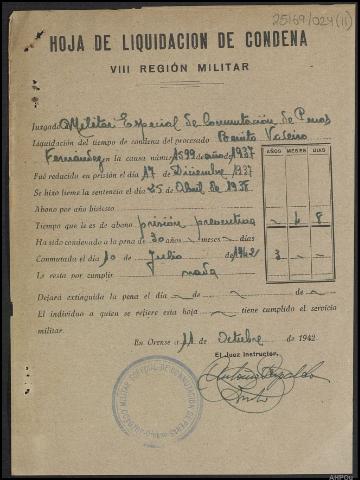 25169/024(11)
HOJA DE LIQUIDACION DE CONDENA
VIII REGIÓN MILITAR
Juzgado Militar Especial de Conmutación de Penas
Liquidación del tiempo de condena del procesado Benito Valeiro
Fernández en la causa núm. 1599 de año de 1937
Fué reducido en prisión el día 17 de Diciembre 1937
Se hizo firme la sentencia el día 25 de Abril de 1938
AÑOS MESES DIAS
Abono por año bisiesto
Tiempo que le es de abono prisión preventiva - 4 8
Ha sido condenado a la pena de 30 años - meses - días
Conmutada el día 10 de Julio de 1942 3 - -
Le resta por cumplir nada
Dejará extinguida la pena el día - de - de -
El individuo a quien se refiere esta hoja - tiene cumplido el servicio
militar.
En Orense a 11 de Octubre de 1942
El Juez Instructor,
AHPOu